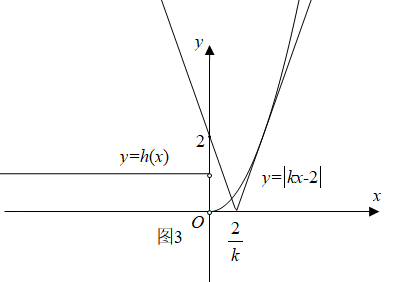 y
2
y=h(x)
y=|kx-2|
x
O
图3
2/k